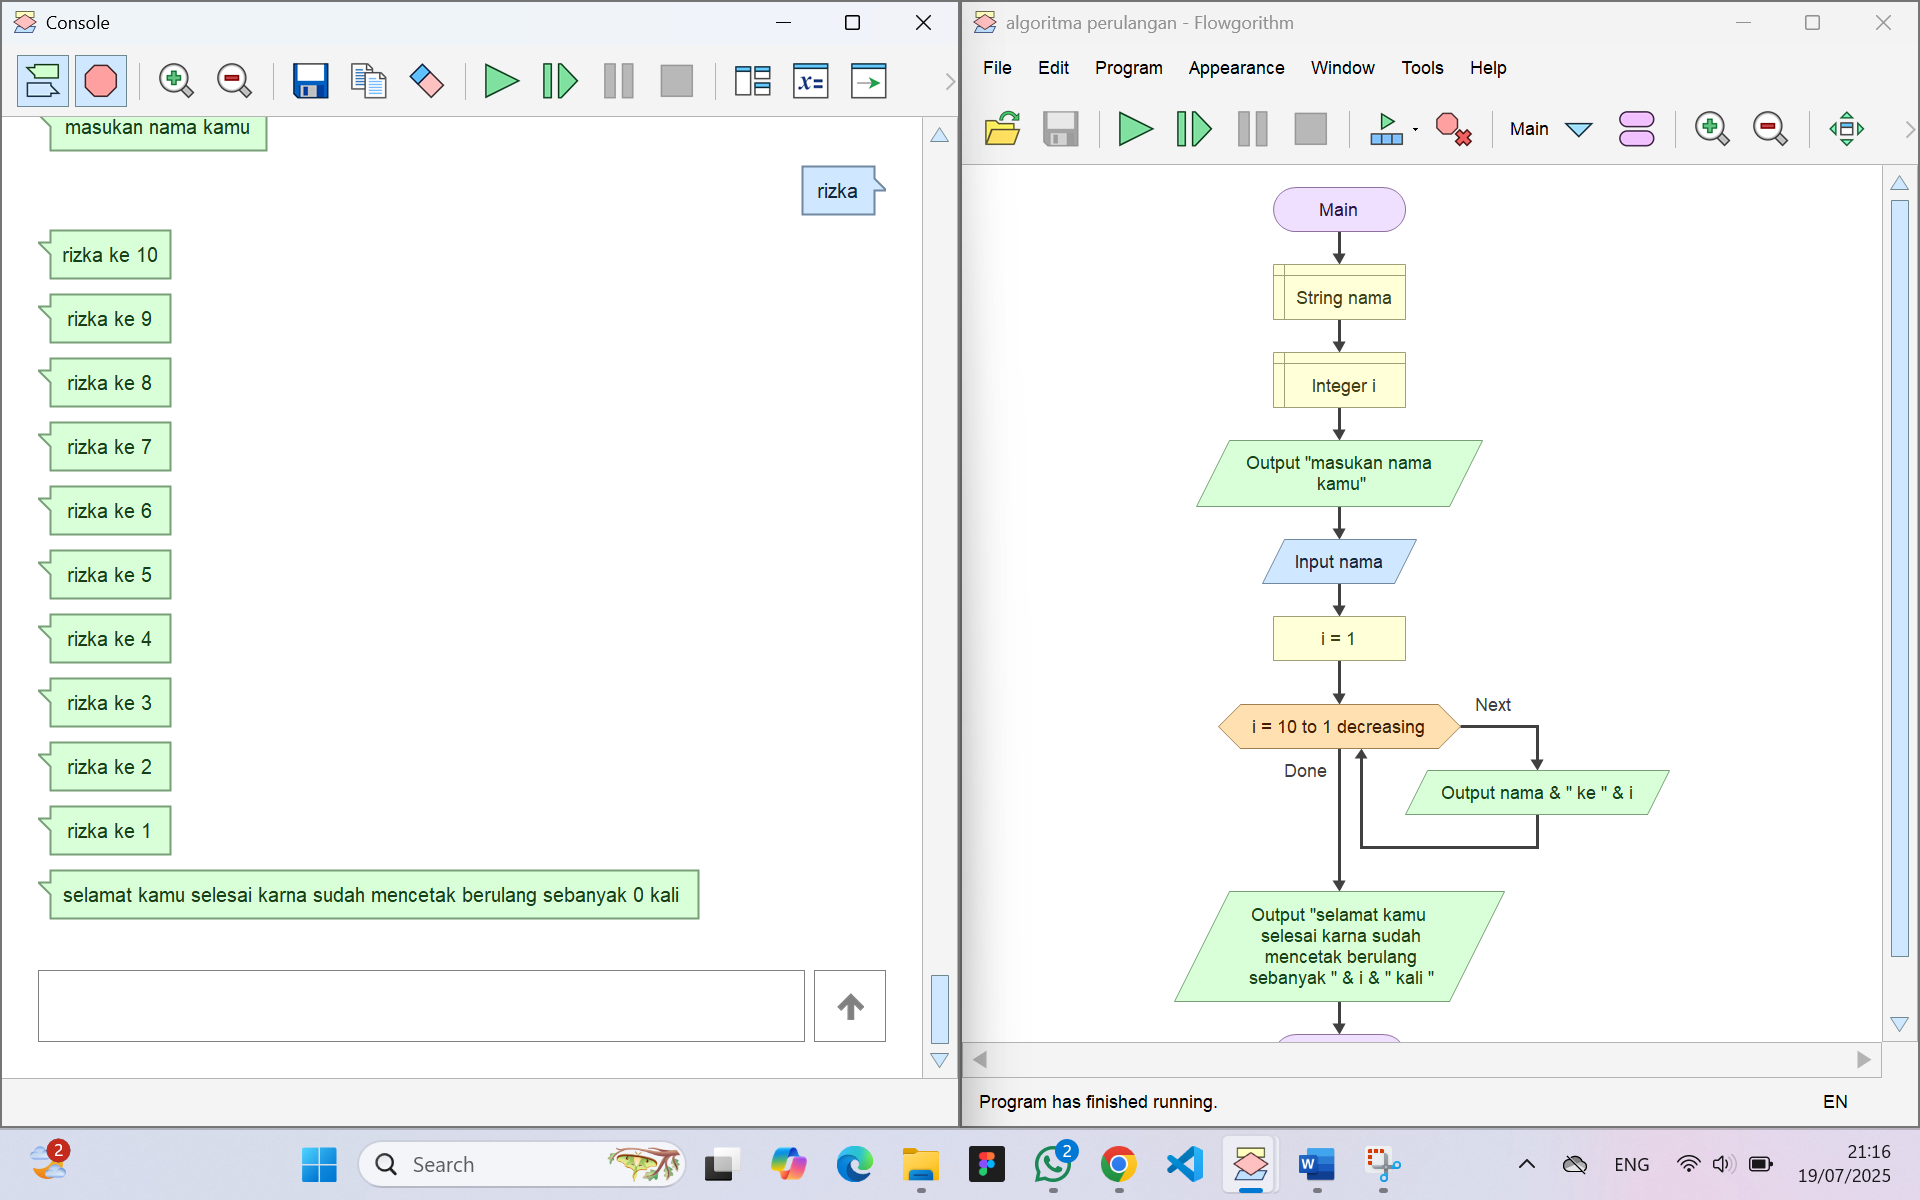 Console
masukan nama kamu
rizka
rizka ke 10
rizka ke 9
rizka ke 8
rizka ke 7
rizka ke 6
rizka ke 5
rizka ke 4
rizka ke 3
rizka ke 2
rizka ke 1
selamat kamu selesai karna sudah mencetak berulang sebanyak 0 kali
algoritma perulangan - Flowgorithm
File Edit Program Appearance Window Tools Help
Main
Main
String nama
Integer i
Output "masukan nama
kamu"
Input nama
i = 1
i = 10 to 1 decreasing
Next
Done
Output nama & " ke " & i
Output "selamat kamu
selesai karna sudah
mencetak berulang
sebanyak " & i & " kali "
Program has finished running.
EN
2
Search
2
ENG
21:16
19/07/2025